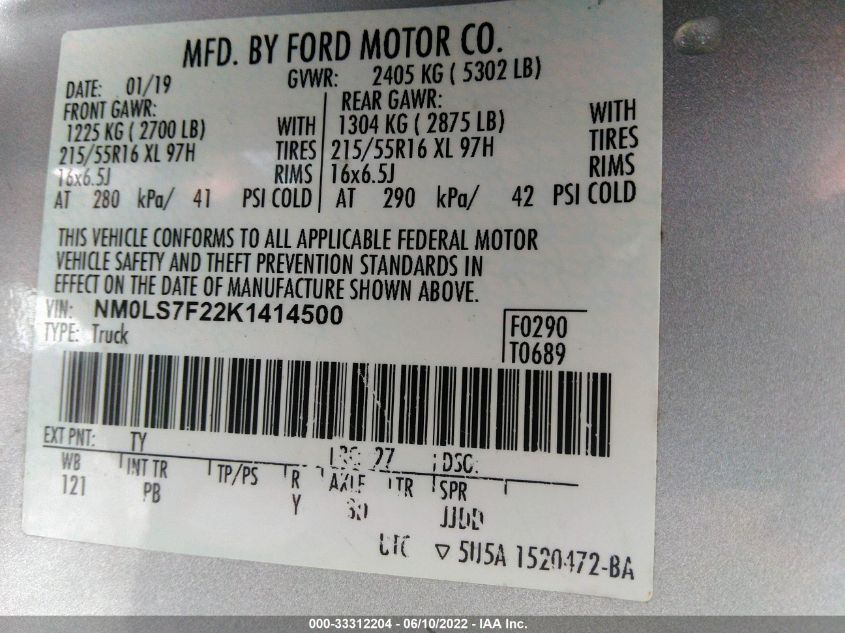 MFD. BY FORD MOTOR CO.
DATE: 01/19 GVWR: 2405 KG ( 5302 LB)
FRONT GAWR: REAR GAWR:
1225 KG ( 2700 LB) WITH 1304 KG ( 2875 LB) WITH
215/55R16 XL 97H TIRES 215/55R16 XL 97H TIRES
16x6.5J RIMS 16x6.5J RIMS
AT 280 kPa/ 41 PSI COLD AT 290 kPa/ 42 PSI COLD
THIS VEHICLE CONFORMS TO ALL APPLICABLE FEDERAL MOTOR
VEHICLE SAFETY AND THEFT PREVENTION STANDARDS IN
EFFECT ON THE DATE OF MANUFACTURE SHOWN ABOVE.
VIN: NM0LS7F22K1414500
TYPE: Truck
F0290
T0689
EXT PNT: TY 27 DSO:
WB INT TR TP/PS R AXLE TR SPR
121 PB Y JJDD
UTC ▽ 5U5A 1520472-BA
000-33312204 - 06/10/2022 - IAA Inc.